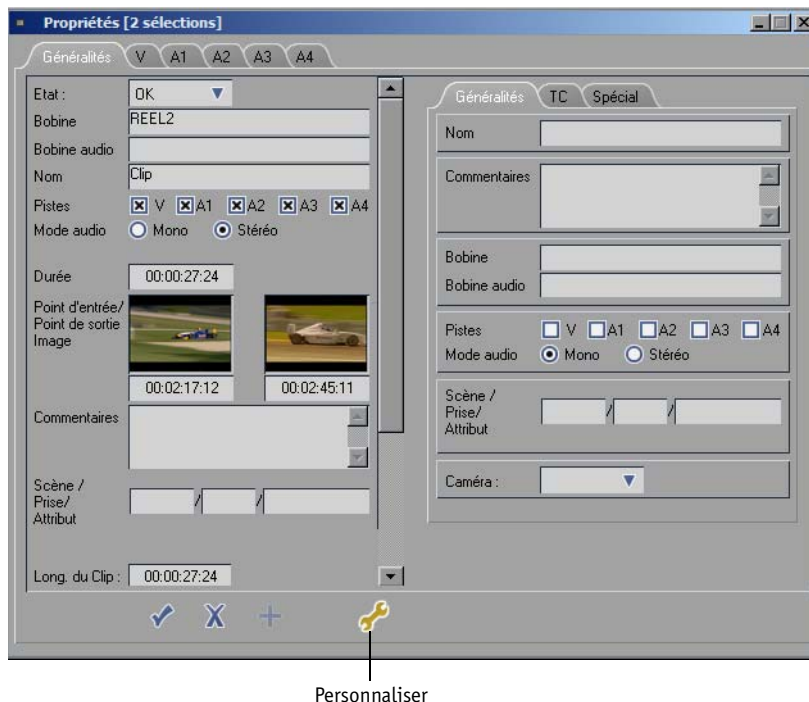 Propriétés [2 sélections]
Généralités V A1 A2 A3 A4
Etat : OK
Bobine REEL2
Bobine audio
Nom Clip
Pistes V A1 A2 A3 A4
Mode audio Mono Stéréo
Durée 00:00:27:24
Point d'entrée/
Point de sortie
Image
00:02:17:12 00:02:45:11
Commentaires
Scène /
Prise/
Attribut
/ /
Long. du Clip : 00:00:27:24
Généralités TC Spécial
Nom
Commentaires
Bobine
Bobine audio
Pistes V A1 A2 A3 A4
Mode audio Mono Stéréo
Scène /
Prise/
Attribut
/ /
Caméra :
Personnaliser